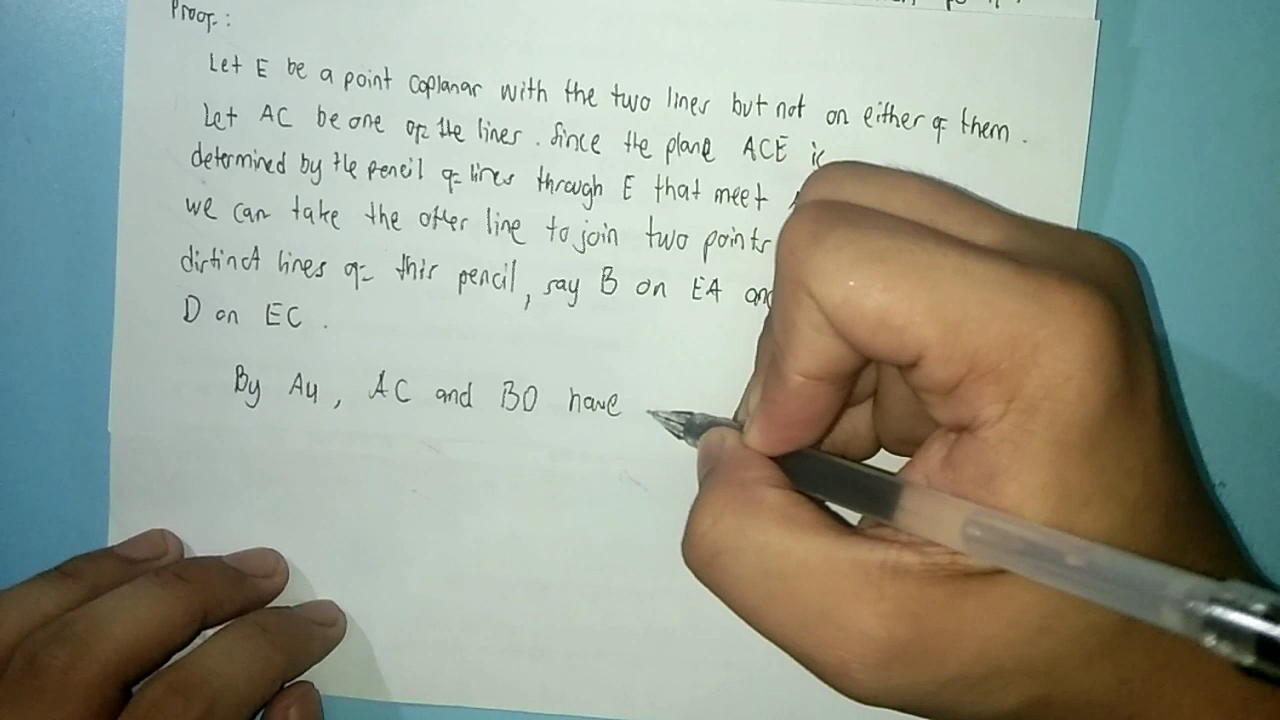 Proof:
Let E be a point coplanar with the two lines but not on either of them.
Let AC be one of the lines. Since the plane ACE is
determined by the pencil of lines through E that meet
we can take the other line to join two points
distinct lines of this pencil, say B on EA and
D on EC.
By A4, AC and BD have